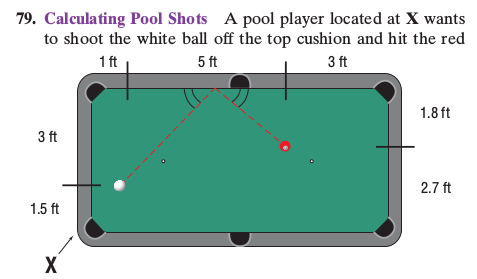 79. Calculating Pool Shots A pool player located at X wants
to shoot the white ball off the top cushion and hit the red
1 ft 5 ft 3 ft
1.8 ft
3 ft
2.7 ft
1.5 ft
X